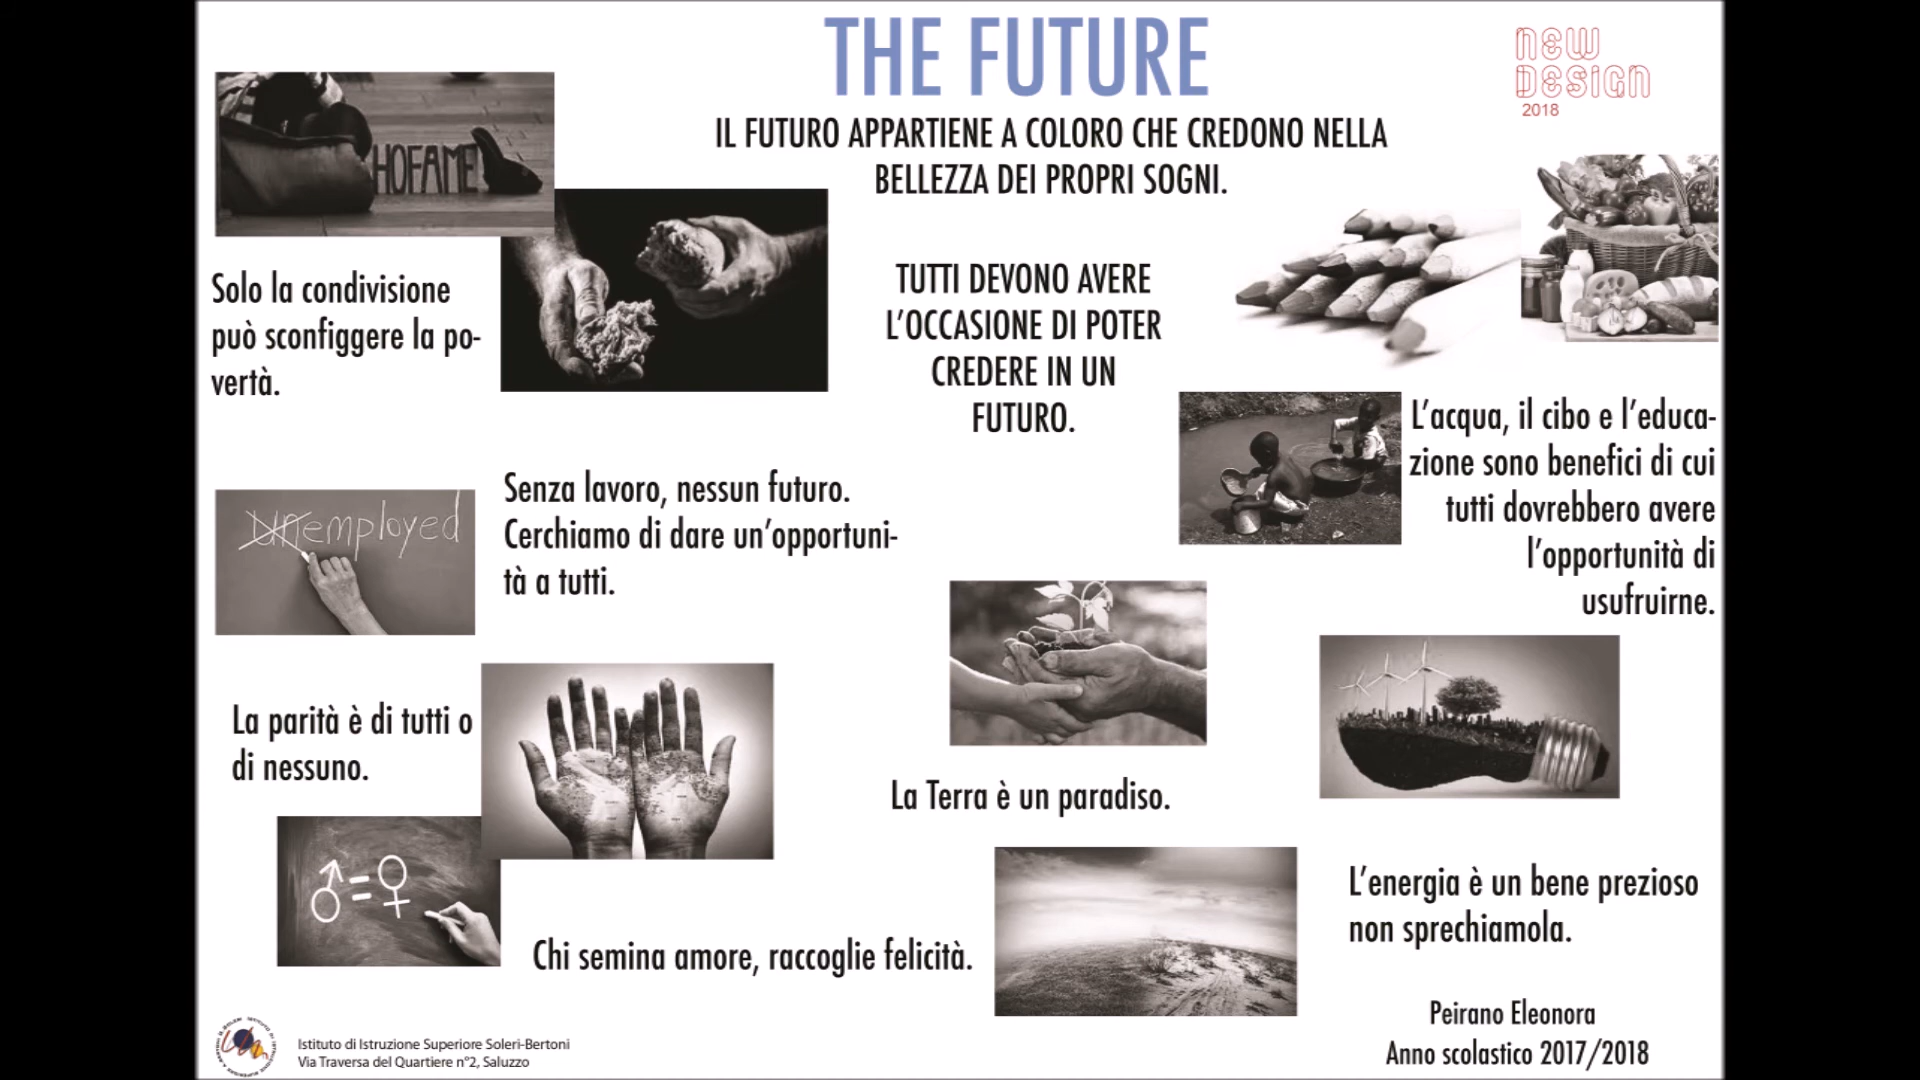 THE FUTURE
NEW
DESIGN
2018
IL FUTURO APPARTIENE A COLORO CHE CREDONO NELLA
BELLEZZA DEI PROPRI SOGNI.
HOFAME
TUTTI DEVONO AVERE
L'OCCASIONE DI POTER
CREDERE IN UN
FUTURO.
Solo la condivisione
può sconfiggere la po-
vertà.
L'acqua, il cibo e l'educa-
zione sono benefici di cui
tutti dovrebbero avere
l'opportunità di
usufruirne.
unemployed
Senza lavoro, nessun futuro.
Cerchiamo di dare un'opportuni-
tà a tutti.
La parità è di tutti o
di nessuno.
♂=♀
La Terra è un paradiso.
Chi semina amore, raccoglie felicità.
L'energia è un bene prezioso
non sprechiamola.
Peirano Eleonora
Anno scolastico 2017/2018
Istituto di Istruzione Superiore Soleri-Bertoni
Via Traversa del Quartiere n°2, Saluzzo